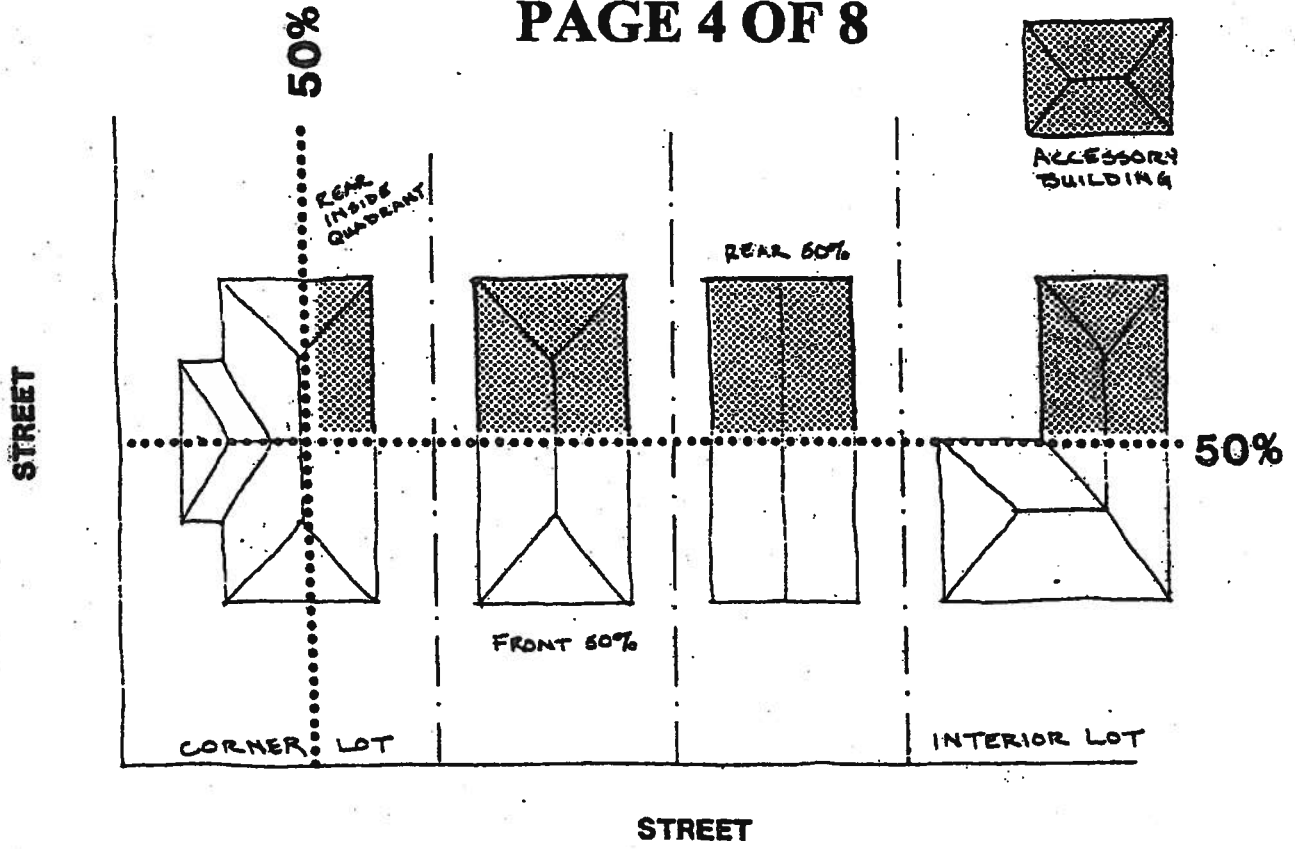 PAGE 4 OF 8
50%
ACCESSORY
BUILDING
REAR
INSIDE
QUADRANT
REAR 50%
STREET
50%
FRONT 50%
CORNER LOT
INTERIOR LOT
STREET